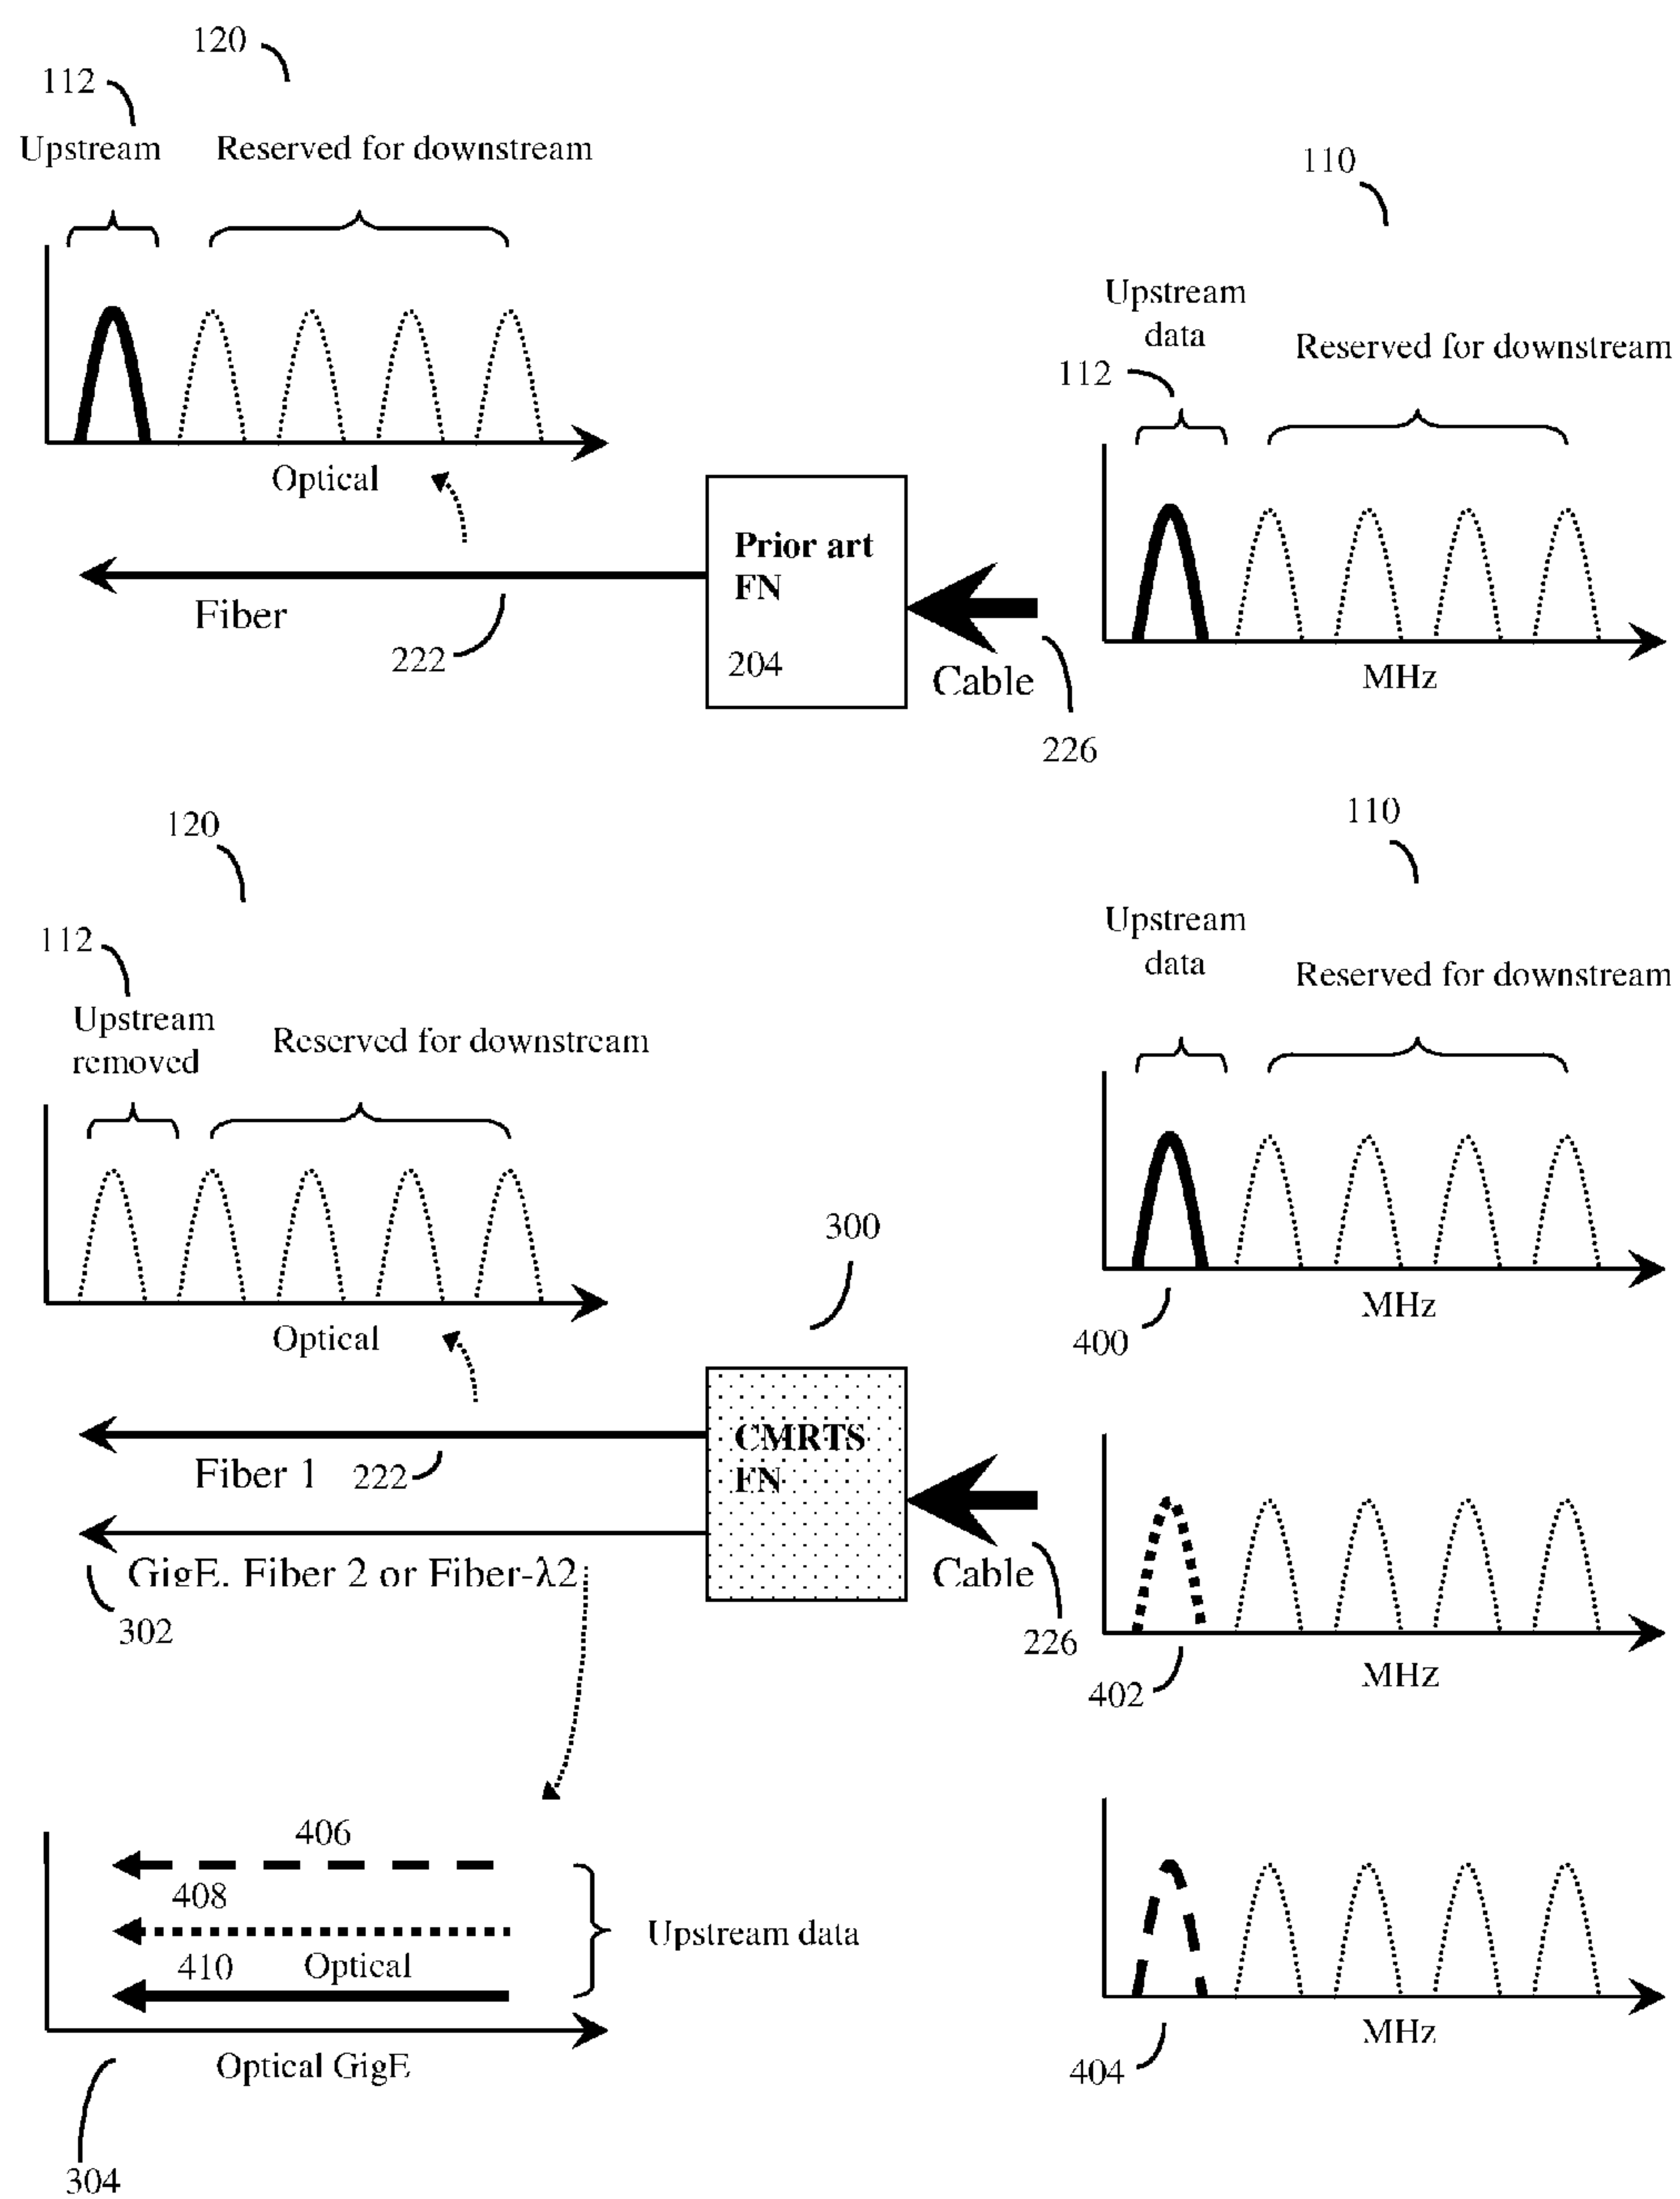 120
112
Upstream
Reserved for downstream
110
Upstream
data
Reserved for downstream
112
Optical
MHz
Prior art
FN
204
Fiber
222
Cable
226
120
110
112
Upstream
data
Reserved for downstream
Upstream
removed
Reserved for downstream
300
Optical
MHz
400
CMRTS
FN
Fiber 1
222
GigE, Fiber 2 or Fiber-λ2
302
Cable
226
MHz
402
406
408
Upstream data
410
Optical
MHz
404
Optical GigE
304